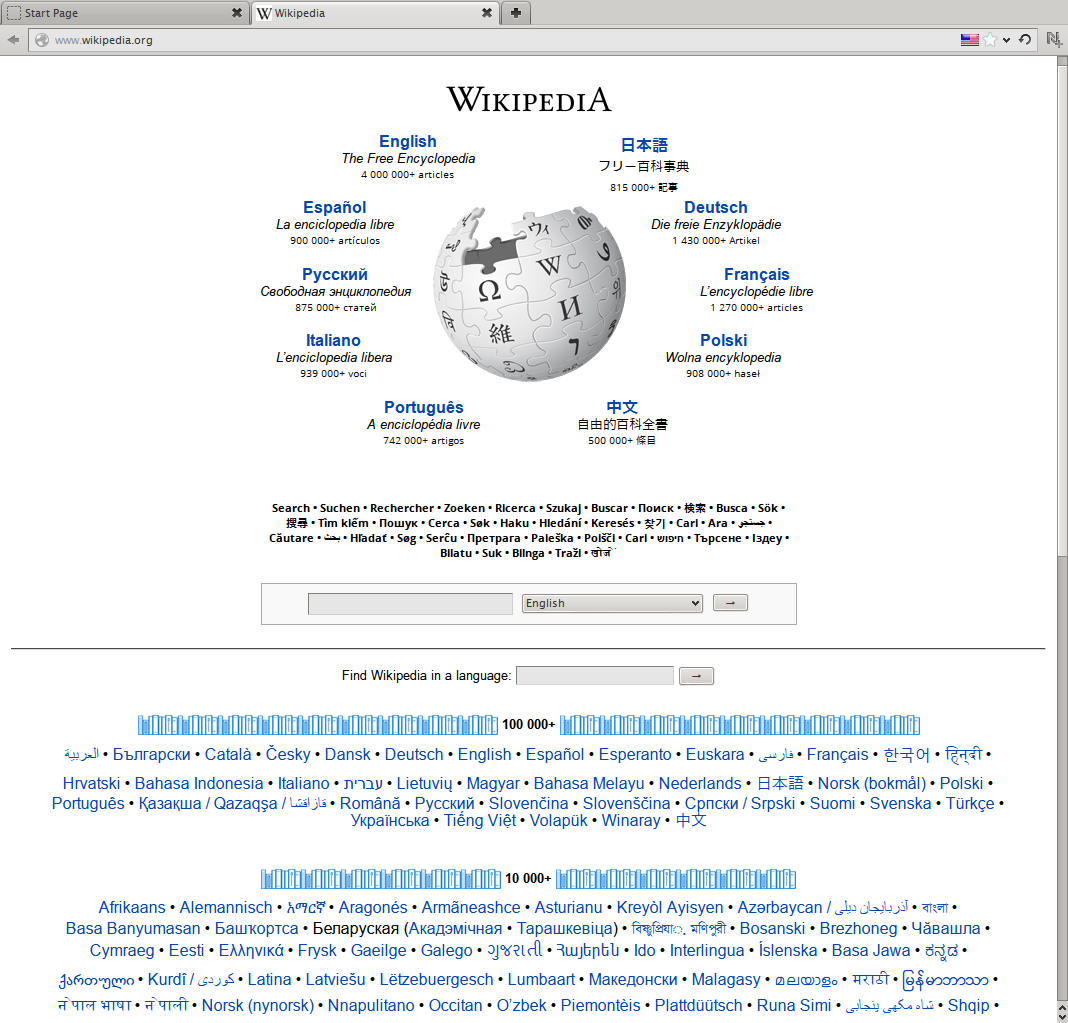 Start Page
Wikipedia
www.wikipedia.org
WIKIPEDIA
English
The Free Encyclopedia
4 000 000+ articles
日本語
フリー百科事典
815 000+ 記事
Español
La enciclopedia libre
900 000+ artículos
Deutsch
Die freie Enzyklopädie
1 430 000+ Artikel
Русский
Свободная энциклопедия
875 000+ статей
Français
L'encyclopédie libre
1 270 000+ articles
Italiano
L'enciclopedia libera
939 000+ voci
Polski
Wolna encyklopedia
908 000+ haseł
Português
A enciclopédia livre
742 000+ artigos
中文
自由的百科全書
500 000+ 條目
Ω W И 維 ウィ 7
Search • Suchen • Rechercher • Zoeken • Ricerca • Szukaj • Buscar • Поиск • 検索 • Busca • Sök •
搜尋 • Tìm kiếm • Пошук • Cerca • Søk • Haku • Hledání • Keresés • 찾기 • Cari • Ara • جستجو •
Căutare • بحث • Hľadať • Søg • Serĉu • Претрага • Paieška • Poišči • Cari • חיפוש • Търсене • Іздеу •
Bilatu • Suk • Bilnga • Traži • खोजें
English
→
Find Wikipedia in a language: →
100 000+
العربية • Български • Català • Česky • Dansk • Deutsch • English • Español • Esperanto • Euskara • فارسی • Français • 한국어 • हिन्दी •
Hrvatski • Bahasa Indonesia • Italiano • עברית • Lietuvių • Magyar • Bahasa Melayu • Nederlands • 日本語 • Norsk (bokmål) • Polski •
Português • Қазақша / Qazaqşa / قازاقشا • Română • Русский • Slovenčina • Slovenščina • Српски / Srpski • Suomi • Svenska • Türkçe •
Українська • Tiếng Việt • Volapük • Winaray • 中文
10 000+
Afrikaans • Alemannisch • አማርኛ • Aragonés • Armãneashce • Asturianu • Kreyòl Ayisyen • Azərbaycan / آذربايجان ديلی • বাংলা •
Basa Banyumasan • Башҡортса • Беларуская (Акадэмічная • Тарашкевіца) • বিষ্ণুপ্রিয়া মণিপুরী • Bosanski • Brezhoneg • Чӑвашла •
Cymraeg • Eesti • Ελληνικά • Frysk • Gaeilge • Galego • ગુજરાતી • Հայերեն • Ido • Interlingua • Íslenska • Basa Jawa • ಕನ್ನಡ •
ქართული • Kurdî / كوردی • Latina • Latviešu • Lëtzebuergesch • Lumbaart • Македонски • Malagasy • മലയാളം • मराठी • မြန်မာဘာသာ •
नेपाल भाषा • नेपाली • Norsk (nynorsk) • Nnapulitano • Occitan • O'zbek • Piemontèis • Plattdüütsch • Runa Simi • شاہ مکھی پنجابی • Shqip •